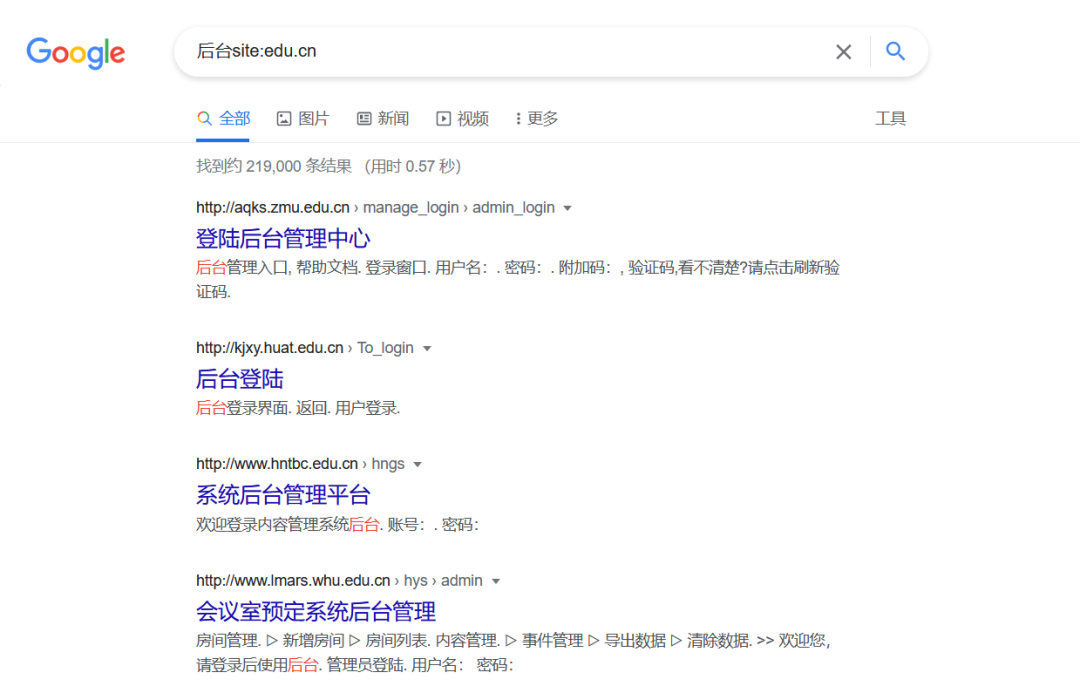 Google
后台site:edu.cn
全部 图片 新闻 视频 更多 工具
找到约 219,000 条结果 （用时 0.57 秒）
http://aqks.zmu.edu.cn › manage_login › admin_login
登陆后台管理中心
后台管理入口, 帮助文档. 登录窗口. 用户名：. 密码：. 附加码：, 验证码,看不清楚?请点击刷新验
证码.
http://kjxy.huat.edu.cn › To_login
后台登陆
后台登录界面. 返回. 用户登录.
http://www.hntbc.edu.cn › hngs
系统后台管理平台
欢迎登录内容管理系统后台. 账号：. 密码：
http://www.lmars.whu.edu.cn › hys › admin
会议室预定系统后台管理
房间管理. ▷ 新增房间 ▷ 房间列表. 内容管理. ▷ 事件管理 ▷ 导出数据 ▷ 清除数据. >> 欢迎您，
请登录后使用后台. 管理员登陆. 用户名： 密码：